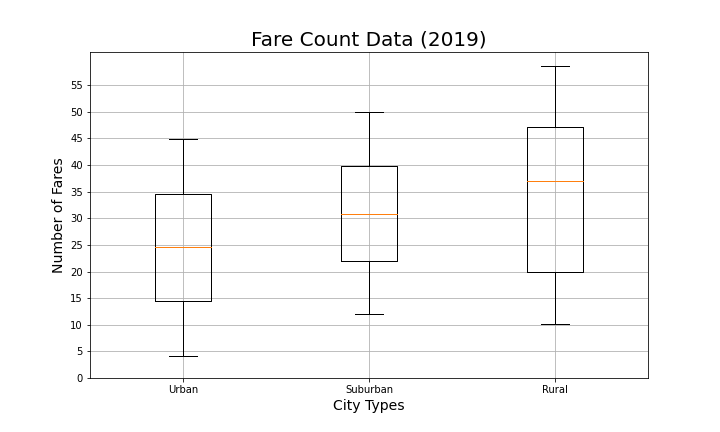 Fare Count Data (2019)
Number of Fares
55
50
45
40
35
30
25
20
15
10
5
0
Urban
Suburban
Rural
City Types